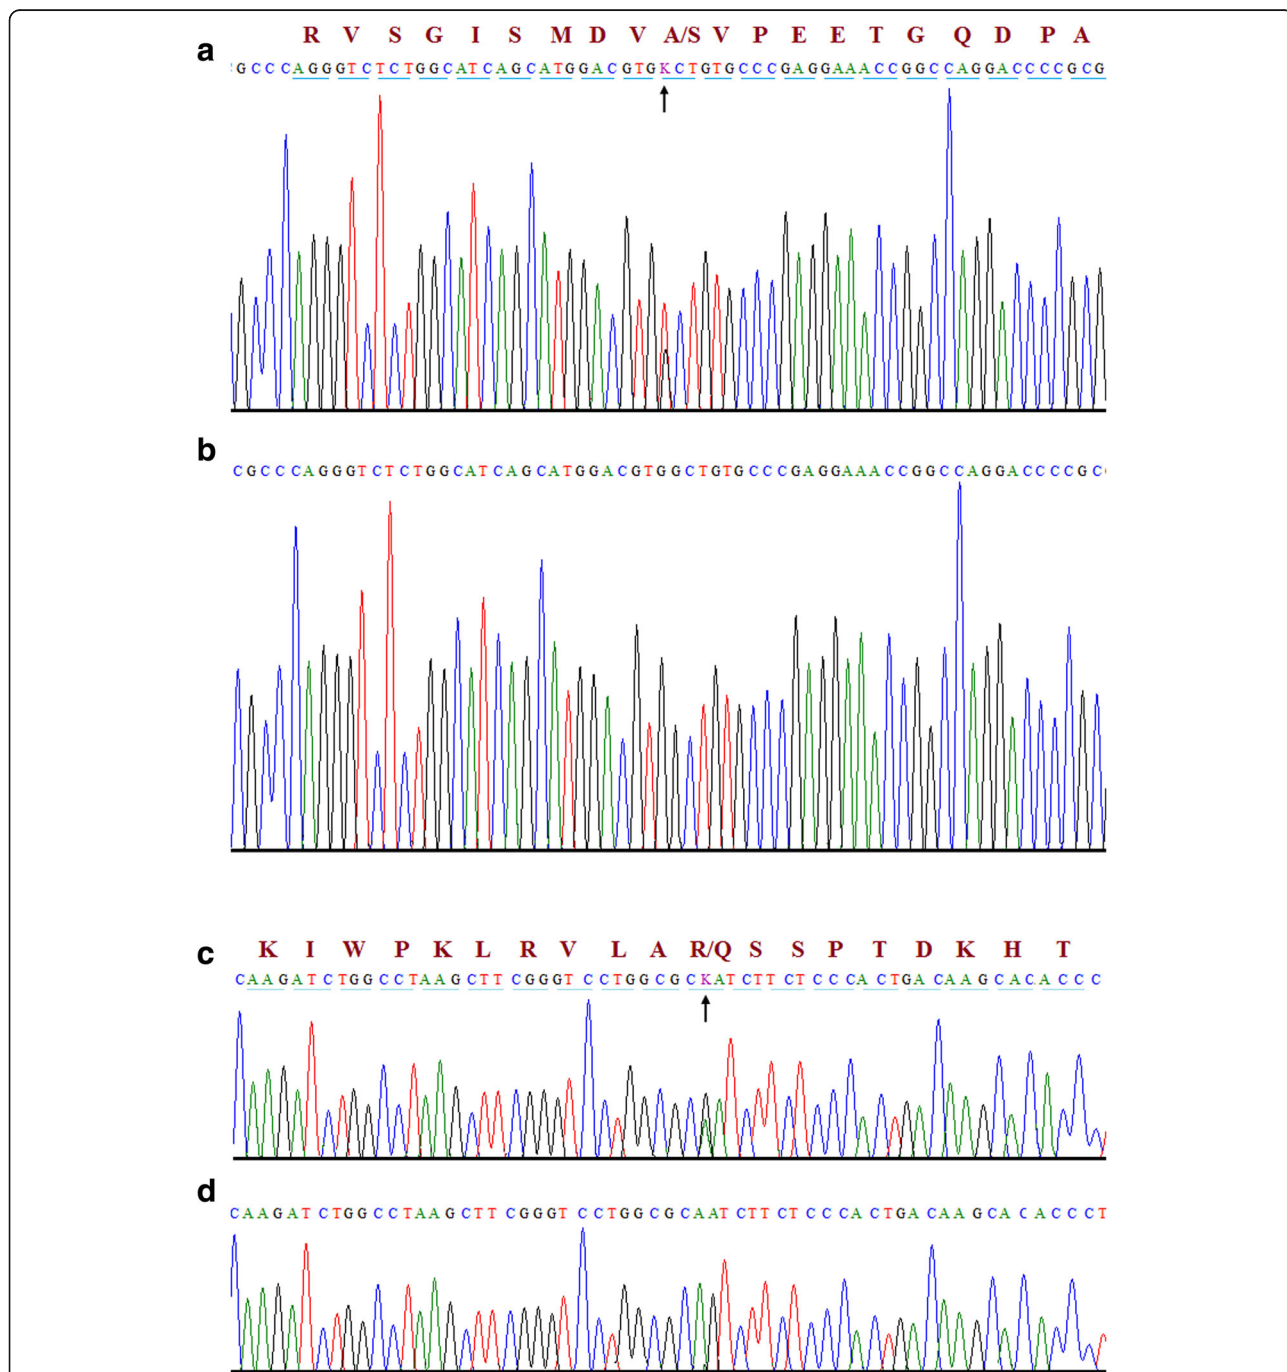 a
R V S G I S M D V A/S V P E E T G Q D P A
GCCCAGGGTCTCTGGCATCAGCATGGACGTGKCTGTGCCCGAGGAAACCGGCCAGGACCCCGCG
b
CGCCCAGGGTCTCTGGCATCAGCATGGACGTGGCTGTGCCCGAGGAAACCGGCCAGGACCCCGC
c
K I W P K L R V L A R/Q S S P T D K H T
CAAGATCTGGCCTAAGCTTCGGGTCCTGGCGCKATCTTCTCCCACTGACAAGCACACCC
d
CAAGATCTGGCCTAAGCTTCGGGTCCTGGCGCAATCTTCTCCCACTGACAAGCACACCCT